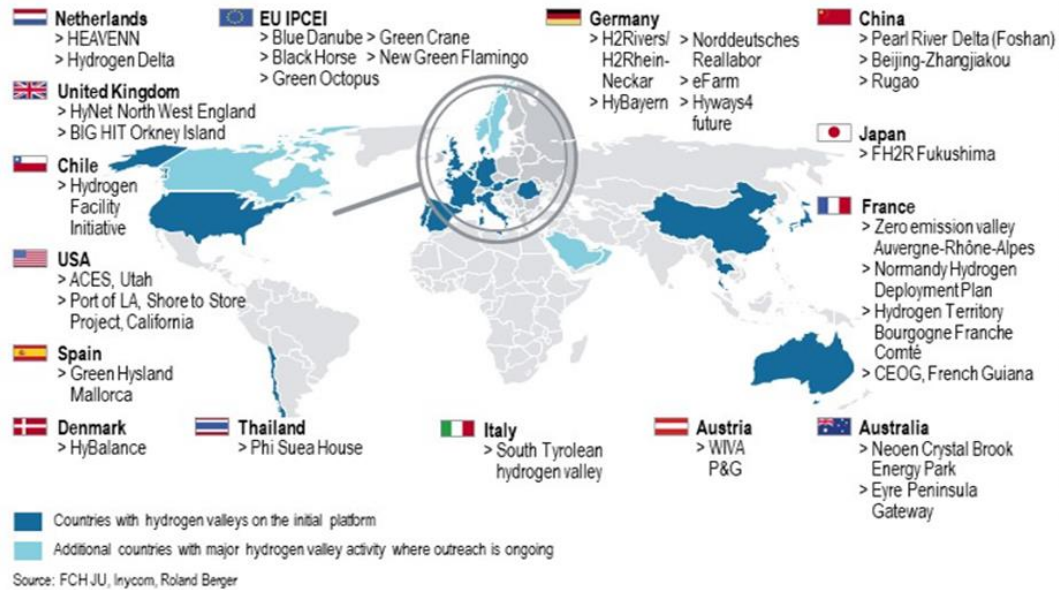 Netherlands
> HEAVENN
> Hydrogen Delta
EU IPCEI
> Blue Danube > Green Crane
> Black Horse > New Green Flamingo
> Green Octopus
Germany
> H2Rivers/
H2Rhein-
Neckar
> HyBayern
> Norddeutsches
Reallabor
> eFarm
> Hyways4
future
China
> Pearl River Delta (Foshan)
> Beijing-Zhangjiakou
> Rugao
United Kingdom
> HyNet North West England
> BIG HIT Orkney Island
Japan
> FH2R Fukushima
Chile
> Hydrogen
Facility
Initiative
France
> Zero emission valley
Auvergne-Rhône-Alpes
> Normandy Hydrogen
Deployment Plan
> Hydrogen Territory
Bourgogne Franche
Comté
> CEOG, French Guiana
USA
> ACES, Utah
> Port of LA, Shore to Store
Project, California
Spain
> Green Hysland
Mallorca
Denmark
> HyBalance
Thailand
> Phi Suea House
Italy
> South Tyrolean
hydrogen valley
Austria
> WIVA
P&G
Australia
> Neoen Crystal Brook
Energy Park
> Eyre Peninsula
Gateway
Countries with hydrogen valleys on the initial platform
Additional countries with major hydrogen valley activity where outreach is ongoing
Source: FCH JU, Inycom, Roland Berger